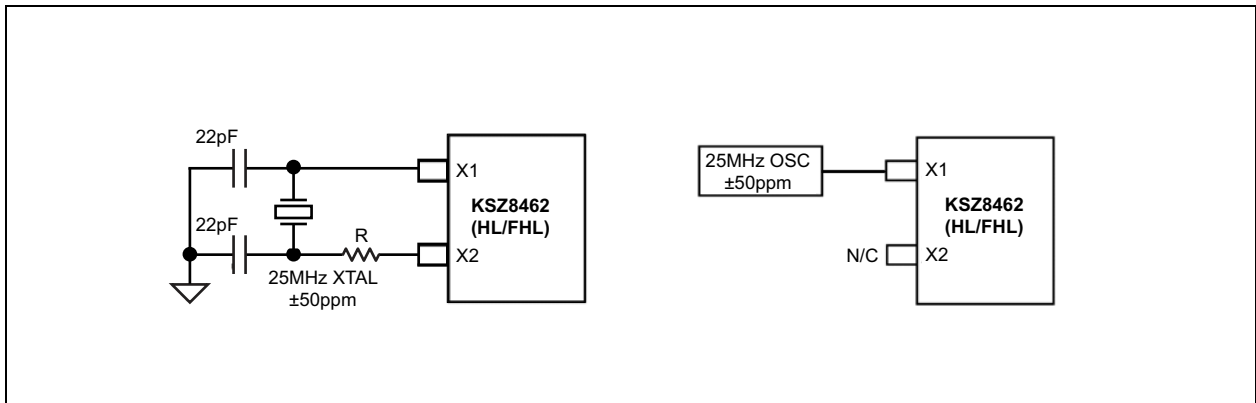 22pF
X1
KSZ8462
(HL/FHL)
22pF
R
X2
25MHz XTAL
±50ppm
25MHz OSC
±50ppm
X1
KSZ8462
(HL/FHL)
N/C
X2